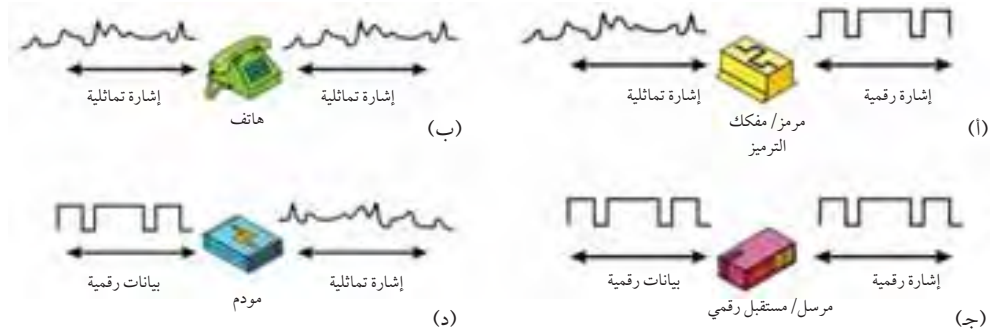 إشارة تماثلية
إشارة رقمية
مرمز/ مفكك
الترميز
(أ)
إشارة تماثلية
إشارة تماثلية
هاتف
(ب)
بيانات رقمية
إشارة رقمية
مرسل/ مستقبل رقمي
(جـ)
بيانات رقمية
إشارة تماثلية
مودم
(د)